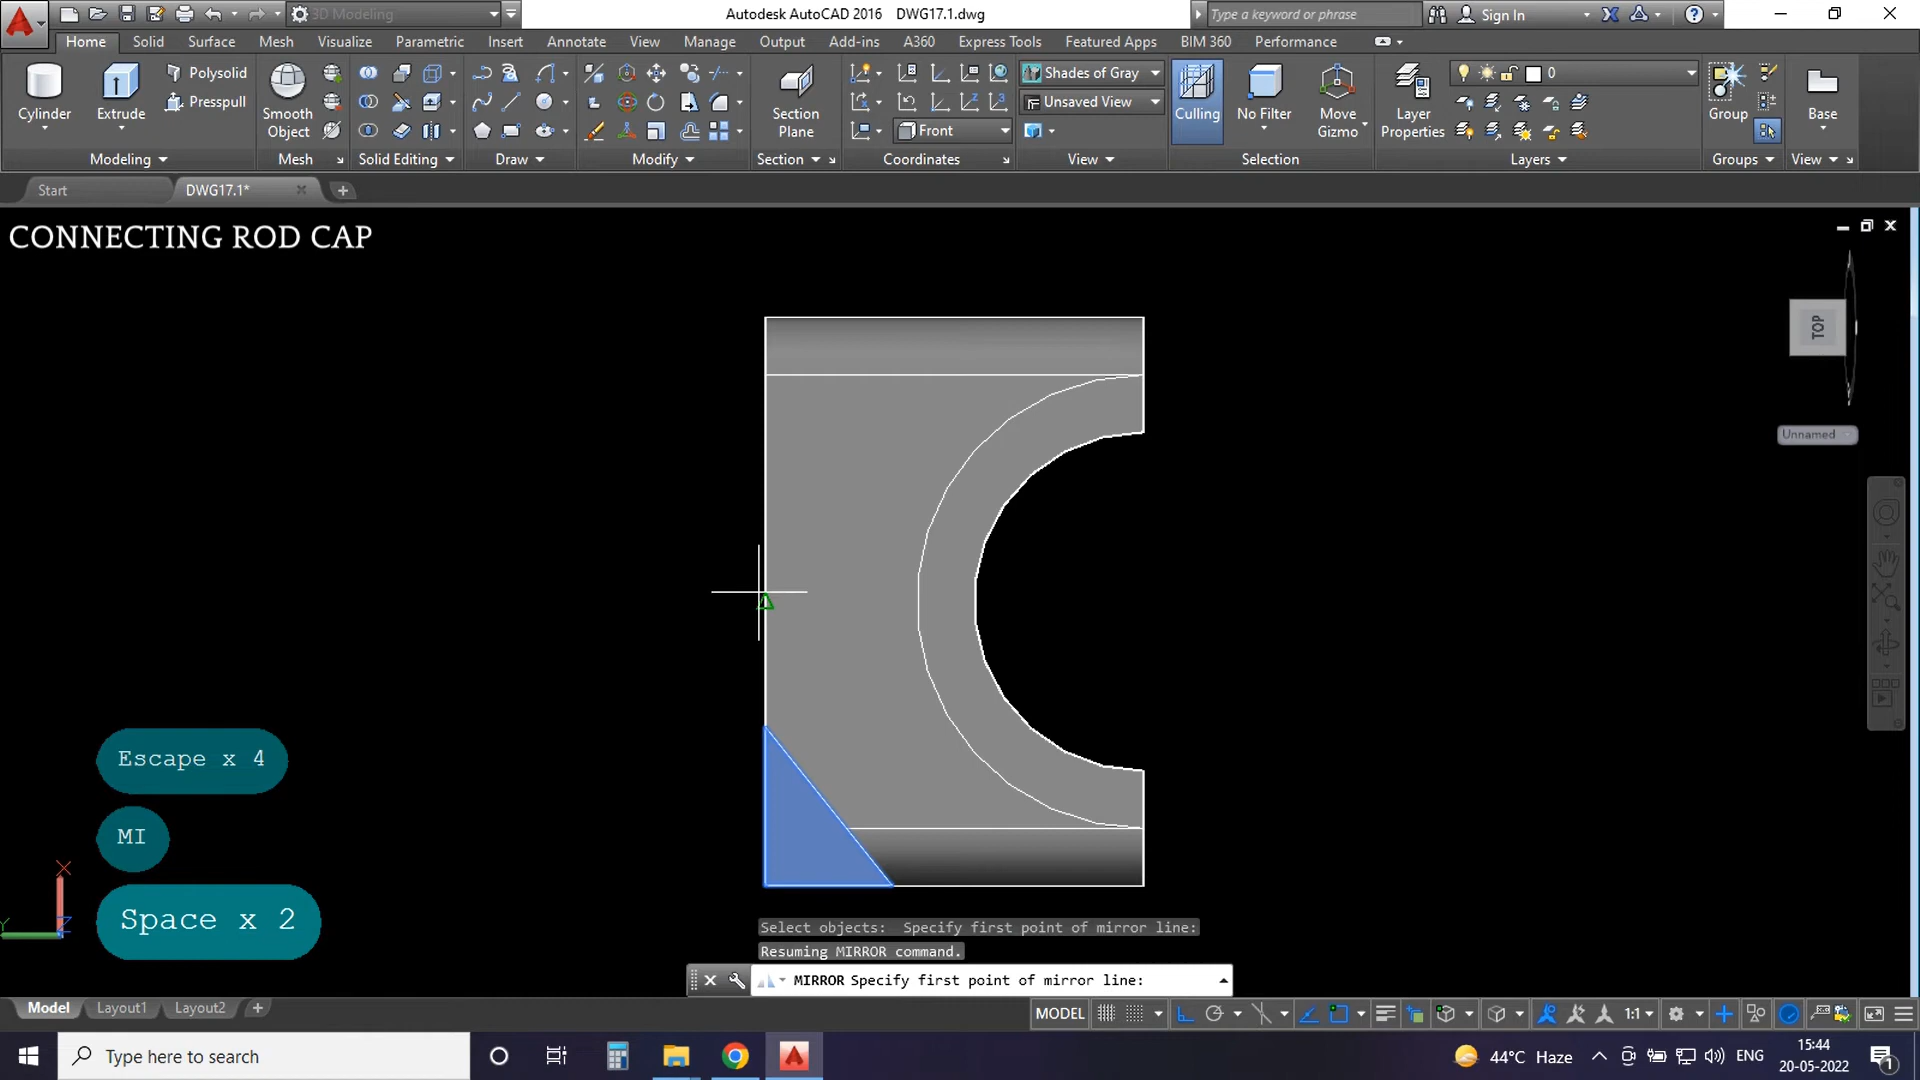 3D Modeling
Autodesk AutoCAD 2016 DWG17.1.dwg
Type a keyword or phrase
Sign In
Home Solid Surface Mesh Visualize Parametric Insert Annotate View Manage Output Add-ins A360 Express Tools Featured Apps BIM 360 Performance
Cylinder
Extrude
Polysolid
Presspull
Smooth
Object
Section
Plane
Front
Shades of Gray
Unsaved View
Culling
No Filter
Move
Gizmo
Layer
Properties
0
Group
Base
Modeling Mesh Solid Editing Draw Modify Section Coordinates View Selection Layers Groups View
Start DWG17.1*
CONNECTING ROD CAP
TOP
Unnamed
Escape x 4
MI
Space x 2
X
Y
Z
Select objects: Specify first point of mirror line:
Resuming MIRROR command.
MIRROR Specify first point of mirror line:
Model Layout1 Layout2
MODEL
1:1
Type here to search
44°C Haze
ENG
15:44
20-05-2022
1